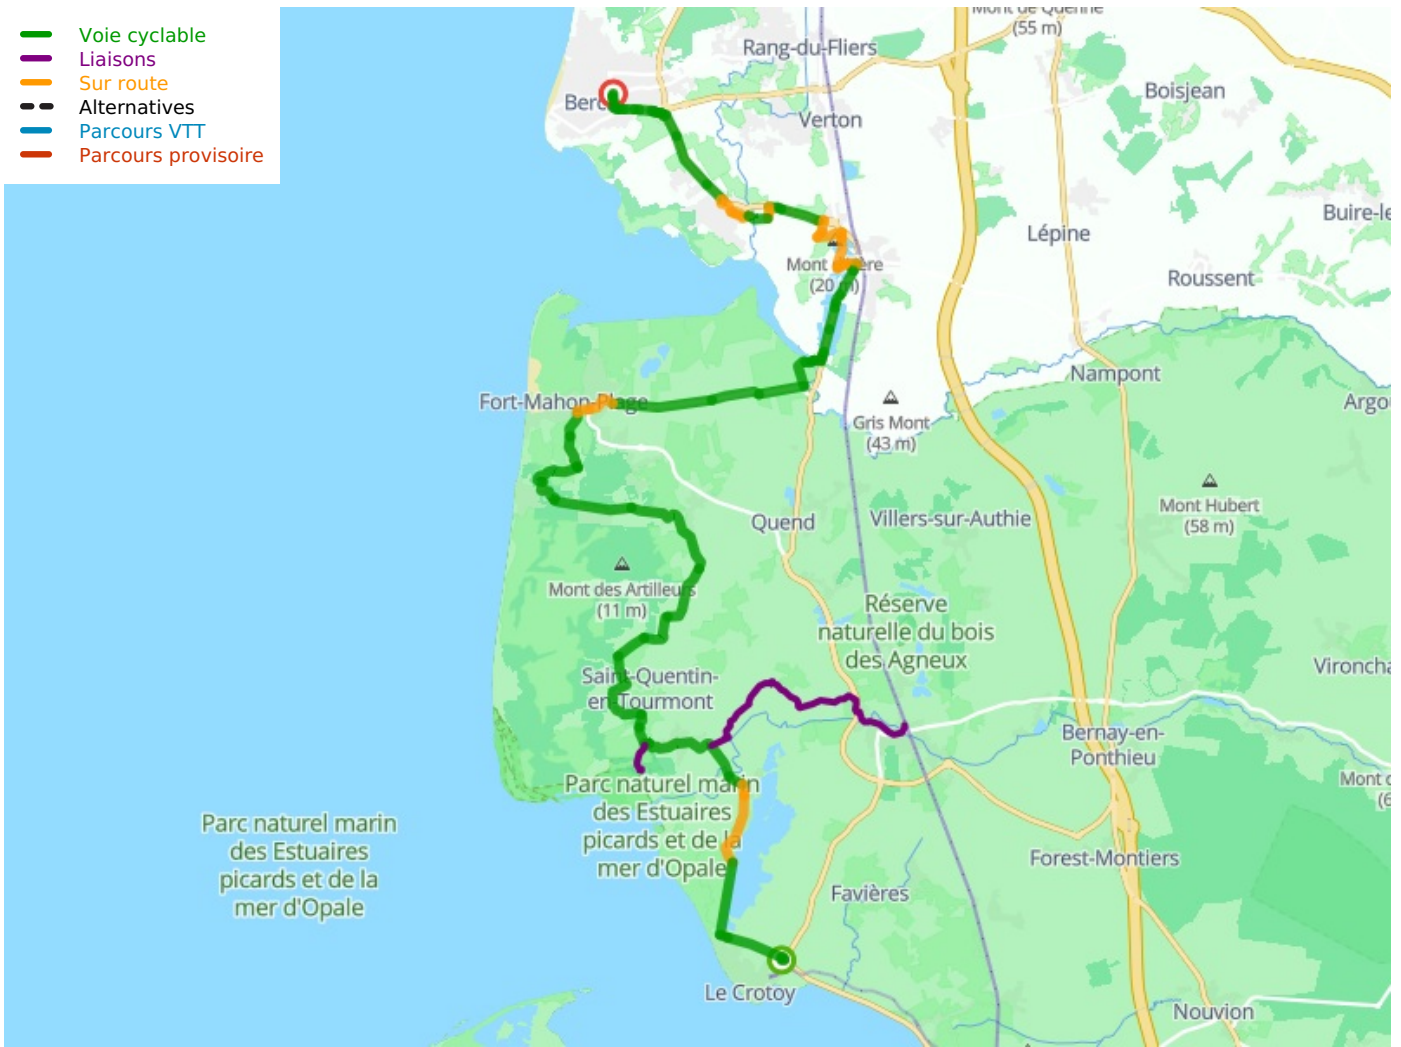 Voie cyclable
Liaisons
Sur route
Alternatives
Parcours VTT
Parcours provisoire
(55 m)
Rang-du-Fliers
Boisjean
Verton
Buire-le
Lépine
Mont
(20 m)
Roussent
Nampont
Fort-Mahon-Plage
Argo
Gris Mont
(43 m)
Mont Hubert
(58 m)
Quend
Villers-sur-Authie
Mont des Artilleurs
(11 m)
Réserve
naturelle du bois
des Agneux
Saint-Quentin-
en-Tourmont
Vironcha
Bernay-en-
Ponthieu
Parc naturel marin
des Estuaires
picards et de la
mer d'Opale
Parc naturel marin
des Estuaires
picards et de la
mer d'Opale
Mont d
(6
Forest-Montiers
Favières
Le Crotoy
Nouvion